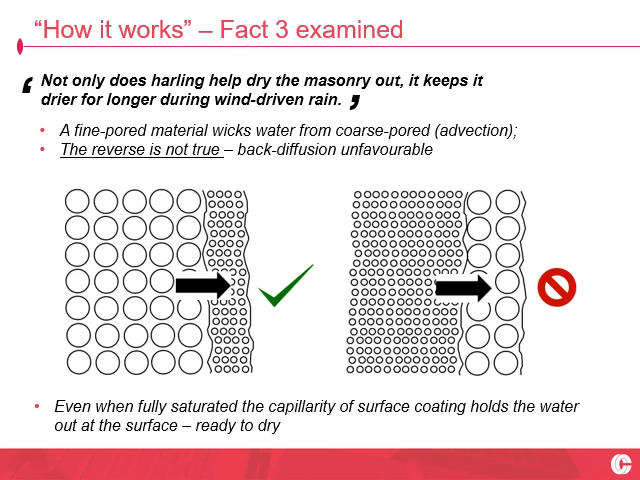 “How it works” – Fact 3 examined
‘ Not only does harling help dry the masonry out, it keeps it
drier for longer during wind-driven rain. ’
• A fine-pored material wicks water from coarse-pored (advection);
• The reverse is not true – back-diffusion unfavourable
• Even when fully saturated the capillarity of surface coating holds the water
out at the surface – ready to dry